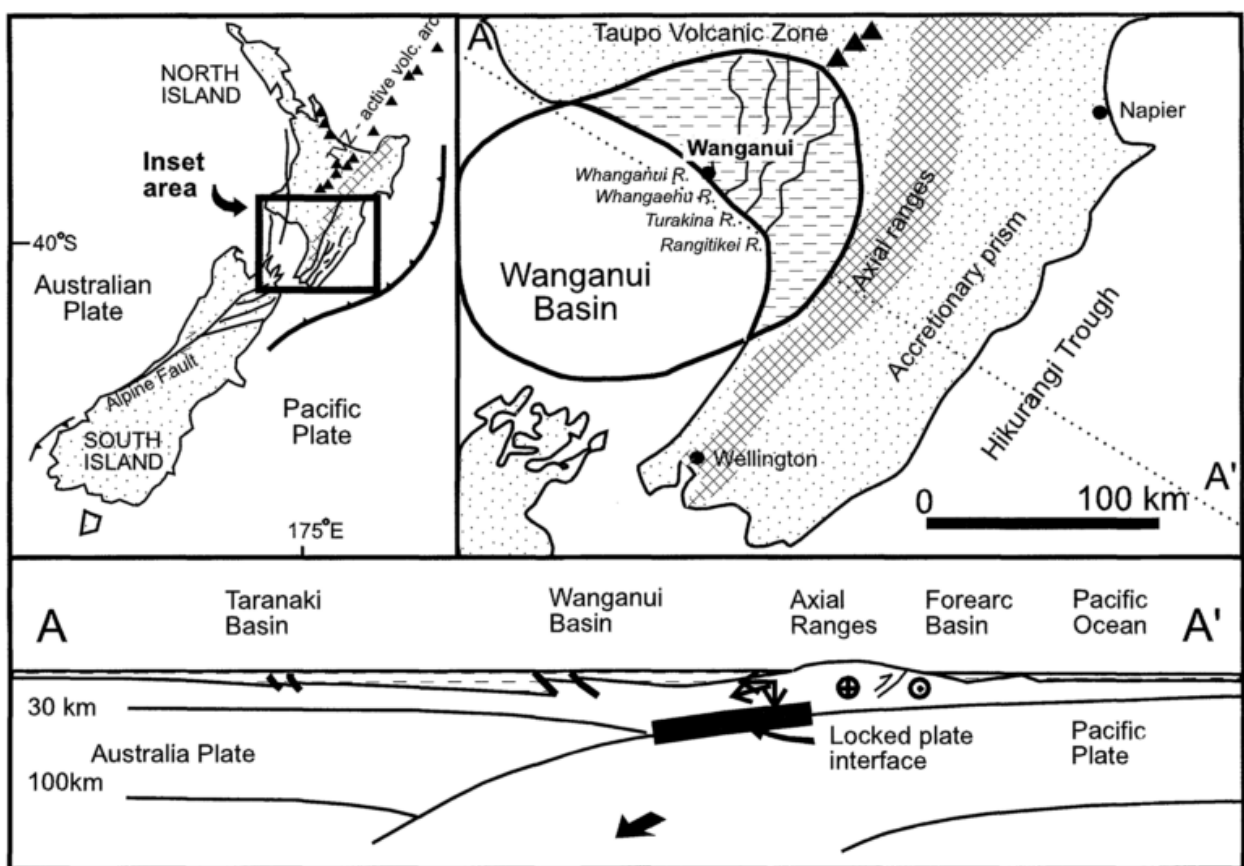 NORTH
ISLAND
active volc. arc
Inset
area
40°S
Australian
Plate
Alpine Fault
Pacific
Plate
SOUTH
ISLAND
175°E
A
Taupo Volcanic Zone
Napier
Wanganui
Whanganui R.
Whangaehu R.
Turakina R.
Rangitikei R.
Wanganui
Basin
Axial ranges
Accretionary prism
Hikurangi Trough
Wellington
A'
0 100 km
A
Taranaki
Basin
Wanganui
Basin
Axial
Ranges
Forearc
Basin
Pacific
Ocean
A'
30 km
Australia Plate
100km
Locked plate
interface
Pacific
Plate